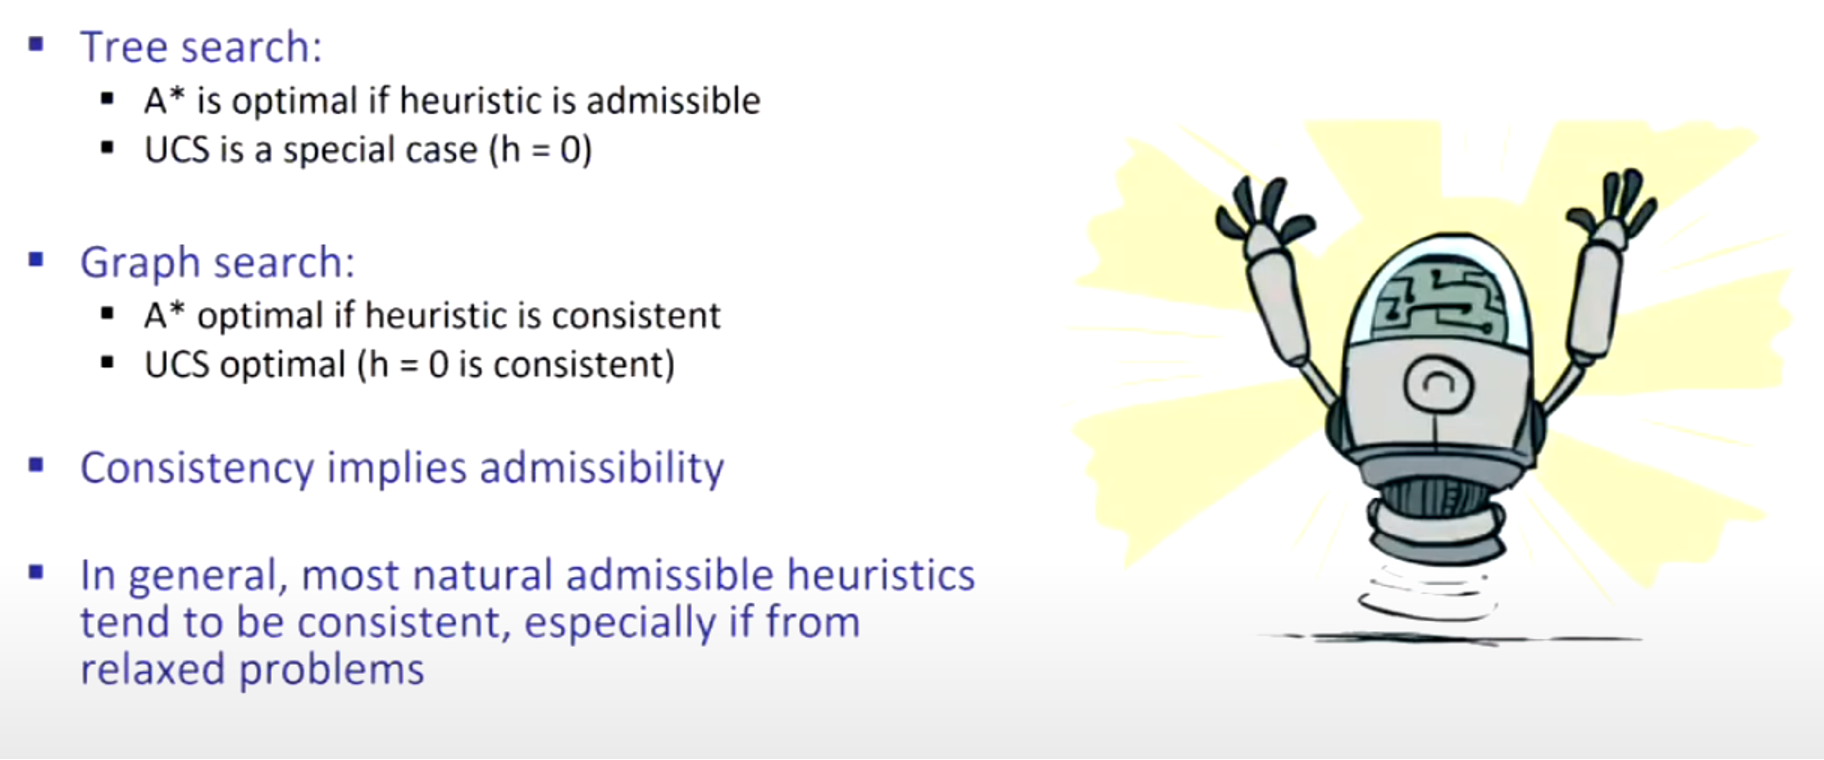 ▪ Tree search:
▪ A* is optimal if heuristic is admissible
▪ UCS is a special case (h = 0)
▪ Graph search:
▪ A* optimal if heuristic is consistent
▪ UCS optimal (h = 0 is consistent)
▪ Consistency implies admissibility
▪ In general, most natural admissible heuristics
tend to be consistent, especially if from
relaxed problems